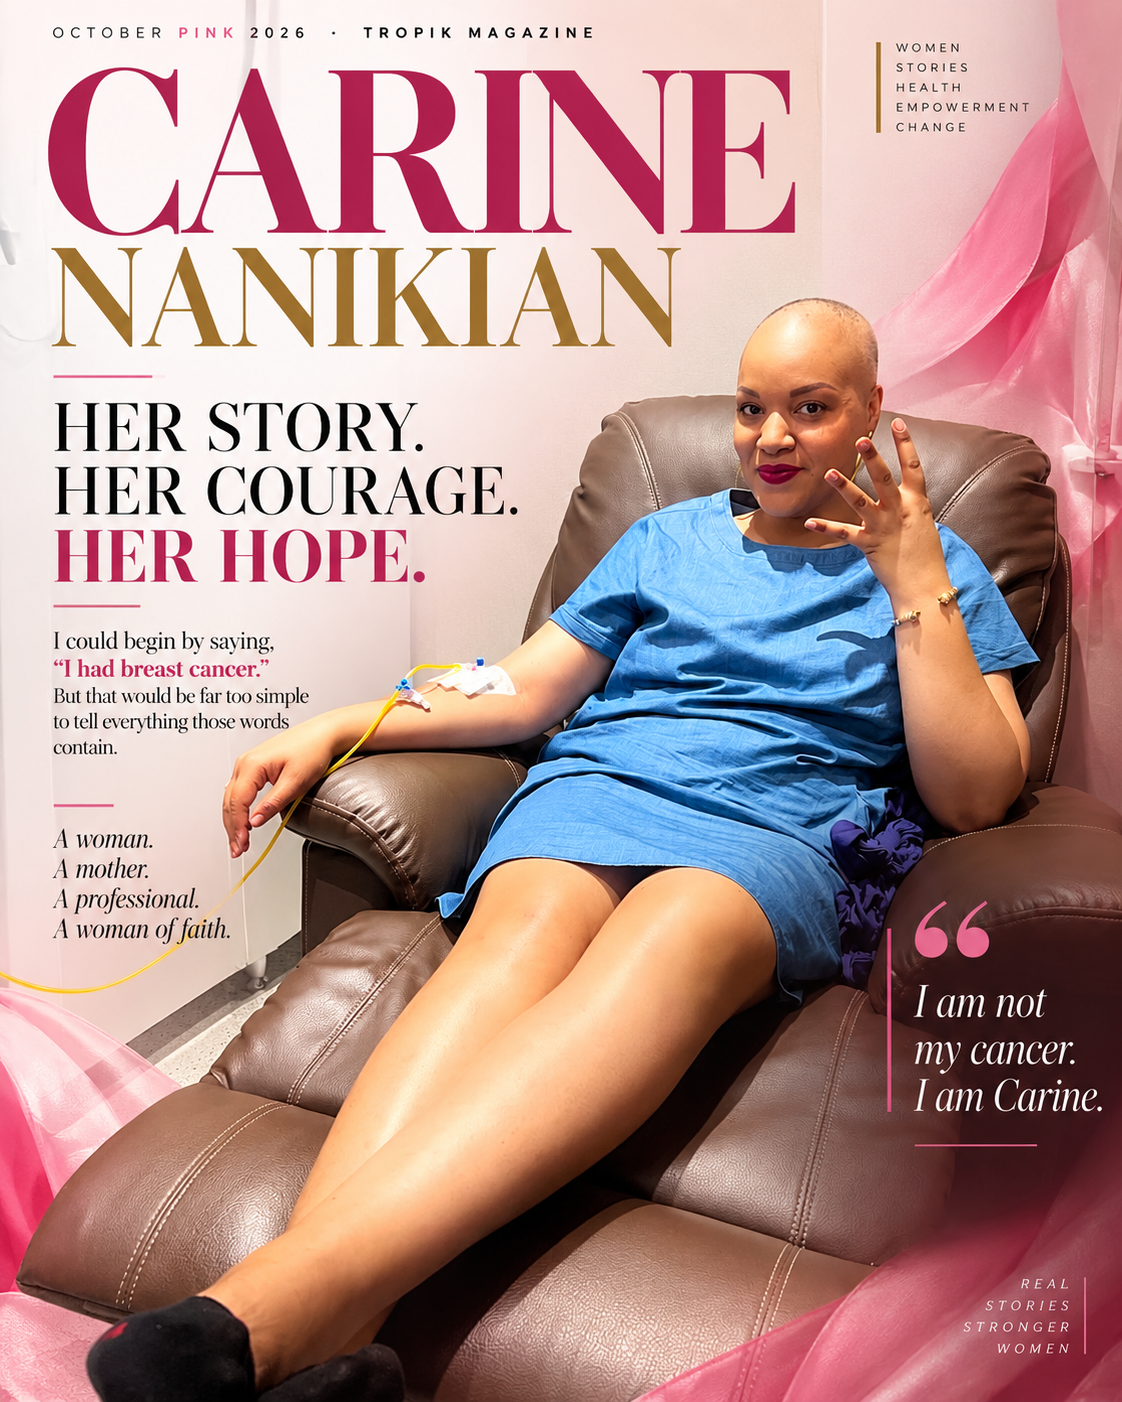 OCTOBER PINK 2026 · TROPIK MAGAZINE
WOMEN
STORIES
HEALTH
EMPOWERMENT
CHANGE
CARINE
NANIKIAN
HER STORY.
HER COURAGE.
HER HOPE.
I could begin by saying,
“I had breast cancer.”
But that would be far too simple
to tell everything those words
contain.
A woman.
A mother.
A professional.
A woman of faith.
“
I am not
my cancer.
I am Carine.
REAL
STORIES
STRONGER
WOMEN